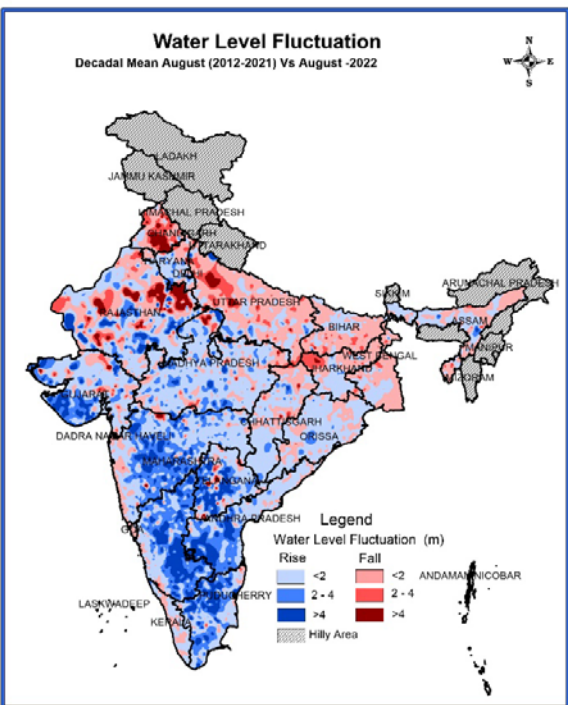 Water Level Fluctuation
Decadal Mean August (2012-2021) Vs August -2022
N
W E
S
LADAKH
JAMMU KASHMIR
HIMACHAL PRADESH
CHANDIGARH
UTTARAKHAND
HARYANA
DELHI
ARUNACHAL PRADESH
SIKKIM
UTTAR PRADESH
RAJASTHAN
ASSAM
BIHAR
MANIPUR
WEST BENGAL
MADHYA PRADESH
JHARKHAND
MIZORAM
GUJARAT
CHHATTISGARH
DADRA NAGAR HAVELI
ORISSA
MAHARASHTRA
TELANGANA
ANDHRA PRADESH
GOA
Legend
Water Level Fluctuation (m)
Rise Fall
<2 <2
2 - 4 2 - 4
>4 >4
Hilly Area
ANDAMAN NICOBAR
PUDUCHERRY
LASKWADEEP
KERALA